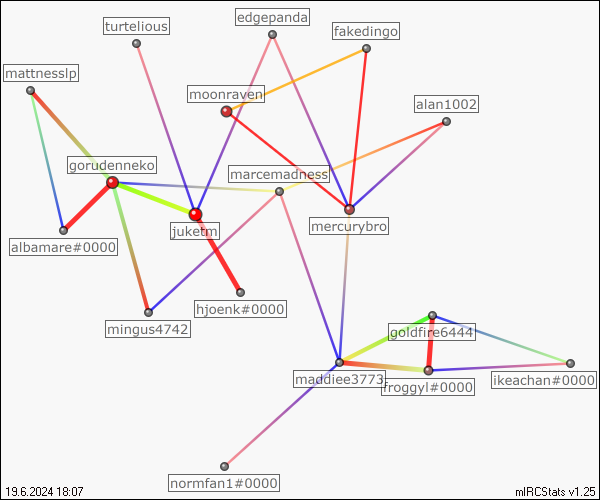 edgepanda
turtelious
fakedingo
mattnesslp
moonraven
alan1002
gorudenneko
marcemadness
mercurybro
juketm
albamare#0000
hjoenk#0000
mingus4742
goldfire6444
maddiee3773
froggyl#0000
ikeachan#0000
normfan1#0000
19.6.2024 18:07
mIRCStats v1.25